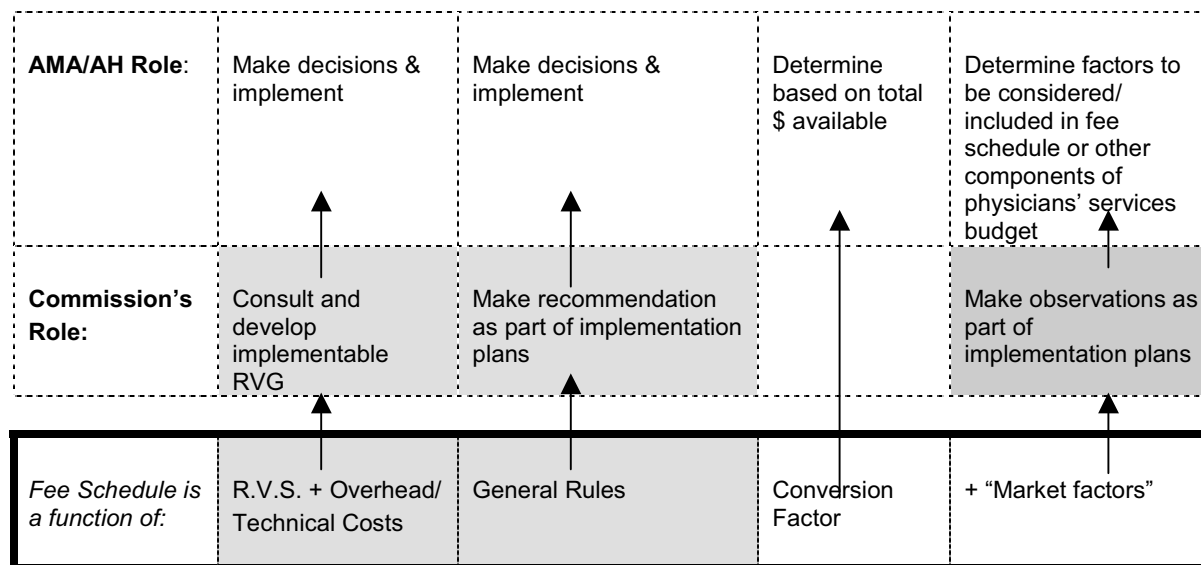 AMA/AH Role:
Make decisions &
implement
Make decisions &
implement
Determine
based on total
$ available
Determine factors to
be considered/
included in fee
schedule or other
components of
physicians' services
budget
Commission's
Role:
Consult and
develop
implementable
RVG
Make recommendation
as part of implementation
plans
Make observations as
part of
implementation plans
Fee Schedule is
a function of:
R.V.S. + Overhead/
Technical Costs
General Rules
Conversion
Factor
+ “Market factors”